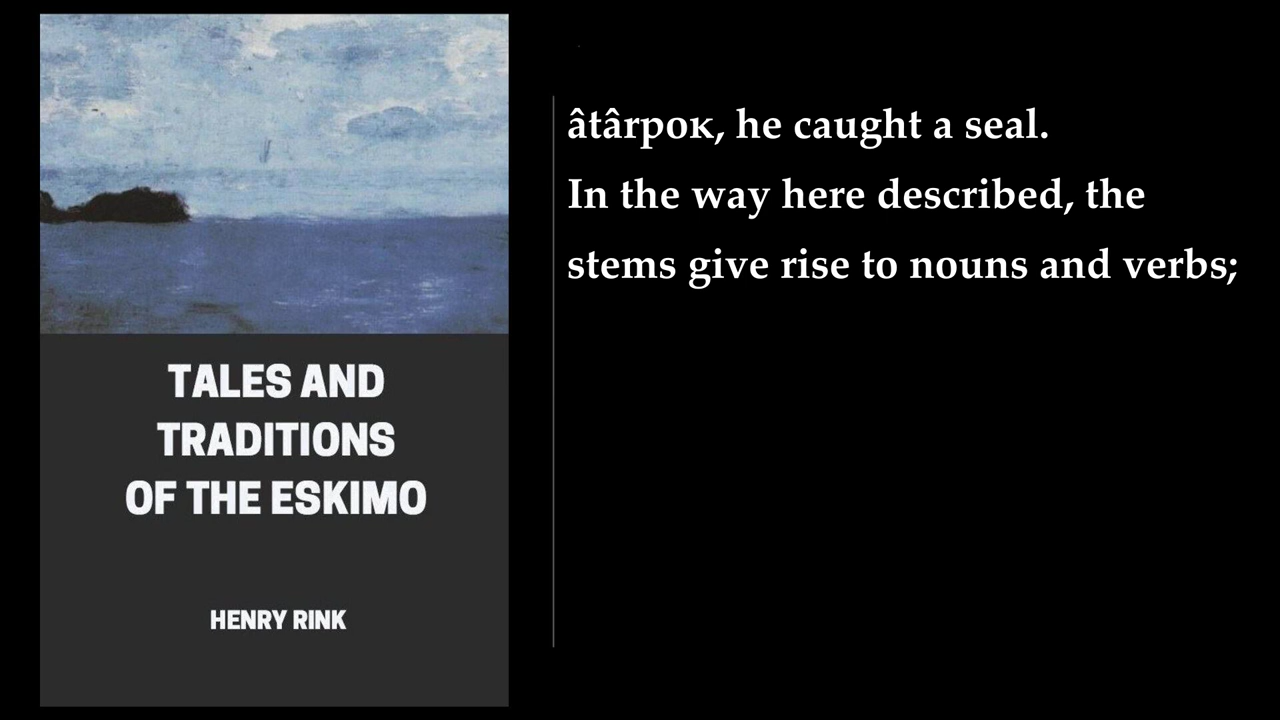 TALES AND
TRADITIONS
OF THE ESKIMO
HENRY RINK
âtârpoĸ, he caught a seal.
In the way here described, the
stems give rise to nouns and verbs;